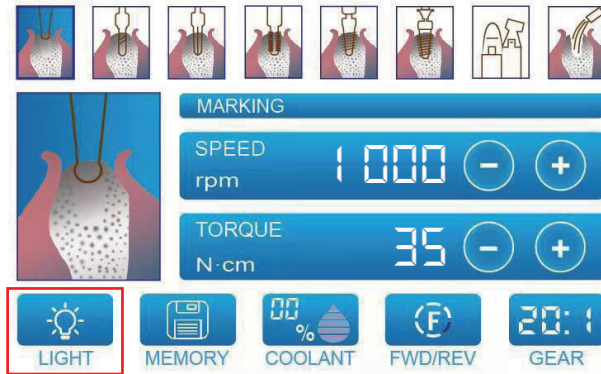 MARKING
SPEED
rpm
1000
- +
TORQUE
N·cm
35
- +
00
%
F
20:1
LIGHT MEMORY COOLANT FWD/REV GEAR